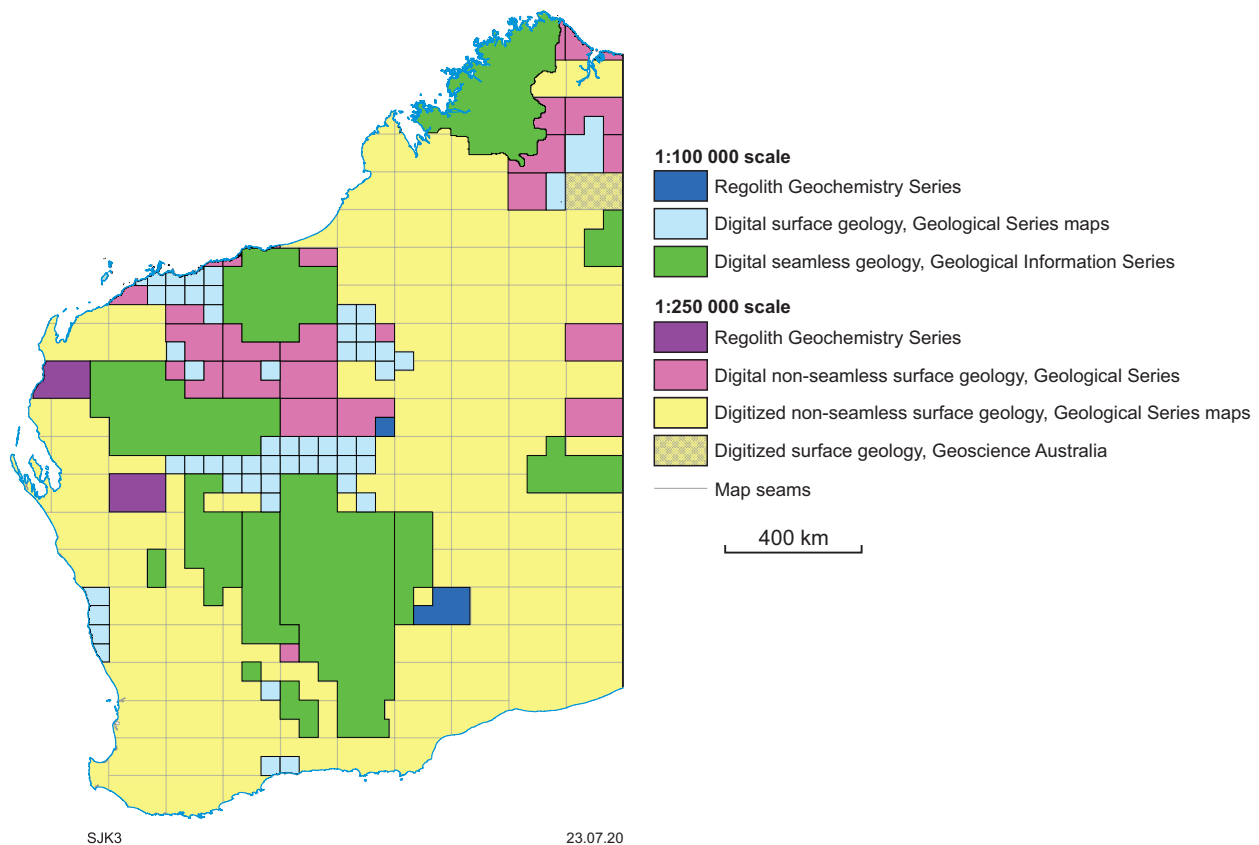 1:100 000 scale
Regolith Geochemistry Series
Digital surface geology, Geological Series maps
Digital seamless geology, Geological Information Series
1:250 000 scale
Regolith Geochemistry Series
Digital non-seamless surface geology, Geological Series
Digitized non-seamless surface geology, Geological Series maps
Digitized surface geology, Geoscience Australia
Map seams
400 km
SJK3
23.07.20